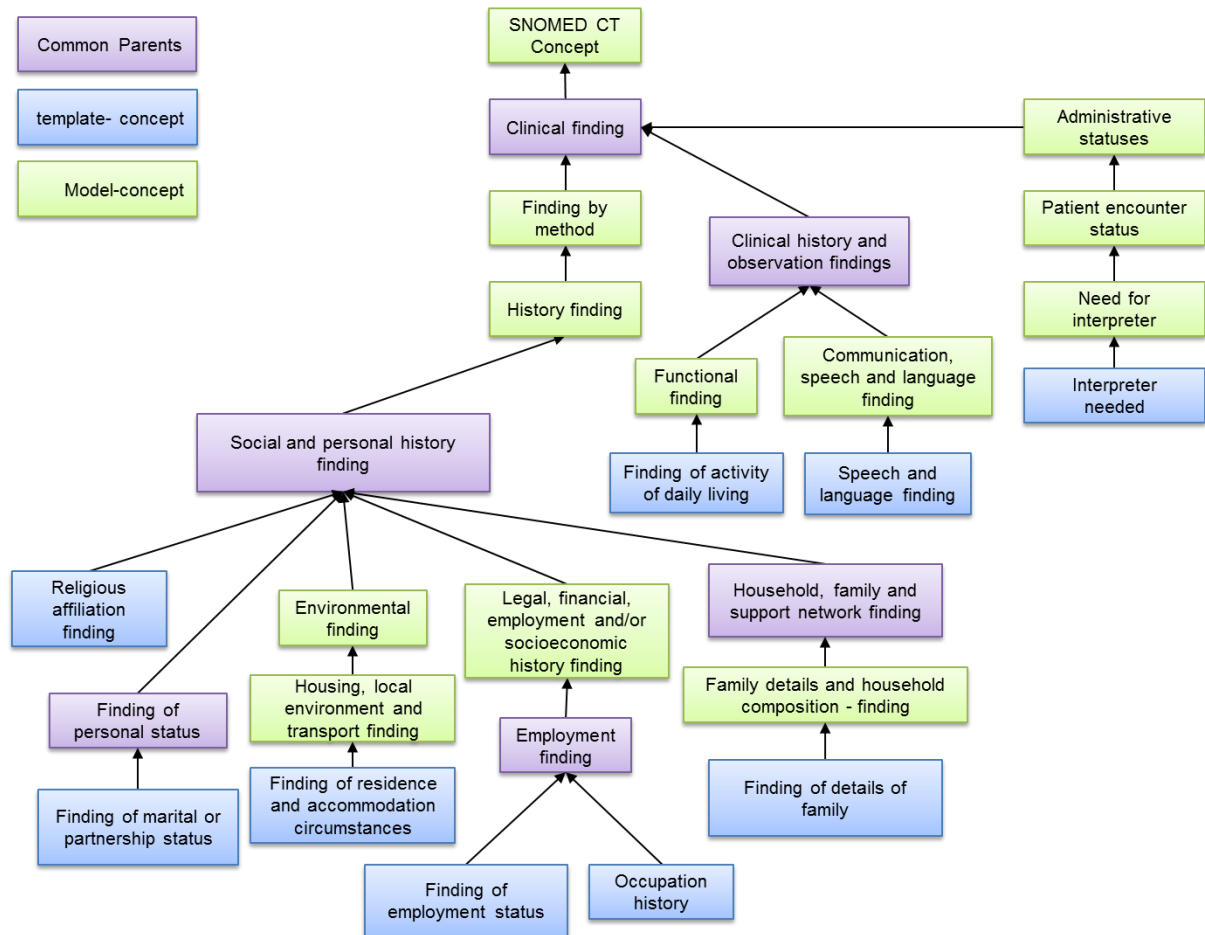 Common Parents
template- concept
Model-concept
SNOMED CT
Concept
Clinical finding
Administrative
statuses
Finding by
method
Clinical history and
observation findings
Patient encounter
status
History finding
Need for
interpreter
Functional
finding
Communication,
speech and language
finding
Interpreter
needed
Social and personal history
finding
Finding of activity
of daily living
Speech and
language finding
Religious
affiliation
finding
Environmental
finding
Legal, financial,
employment and/or
socioeconomic
history finding
Household, family and
support network finding
Finding of
personal status
Housing, local
environment and
transport finding
Employment
finding
Family details and household
composition - finding
Finding of marital or
partnership status
Finding of residence
and accommodation
circumstances
Finding of details of
family
Finding of
employment status
Occupation
history